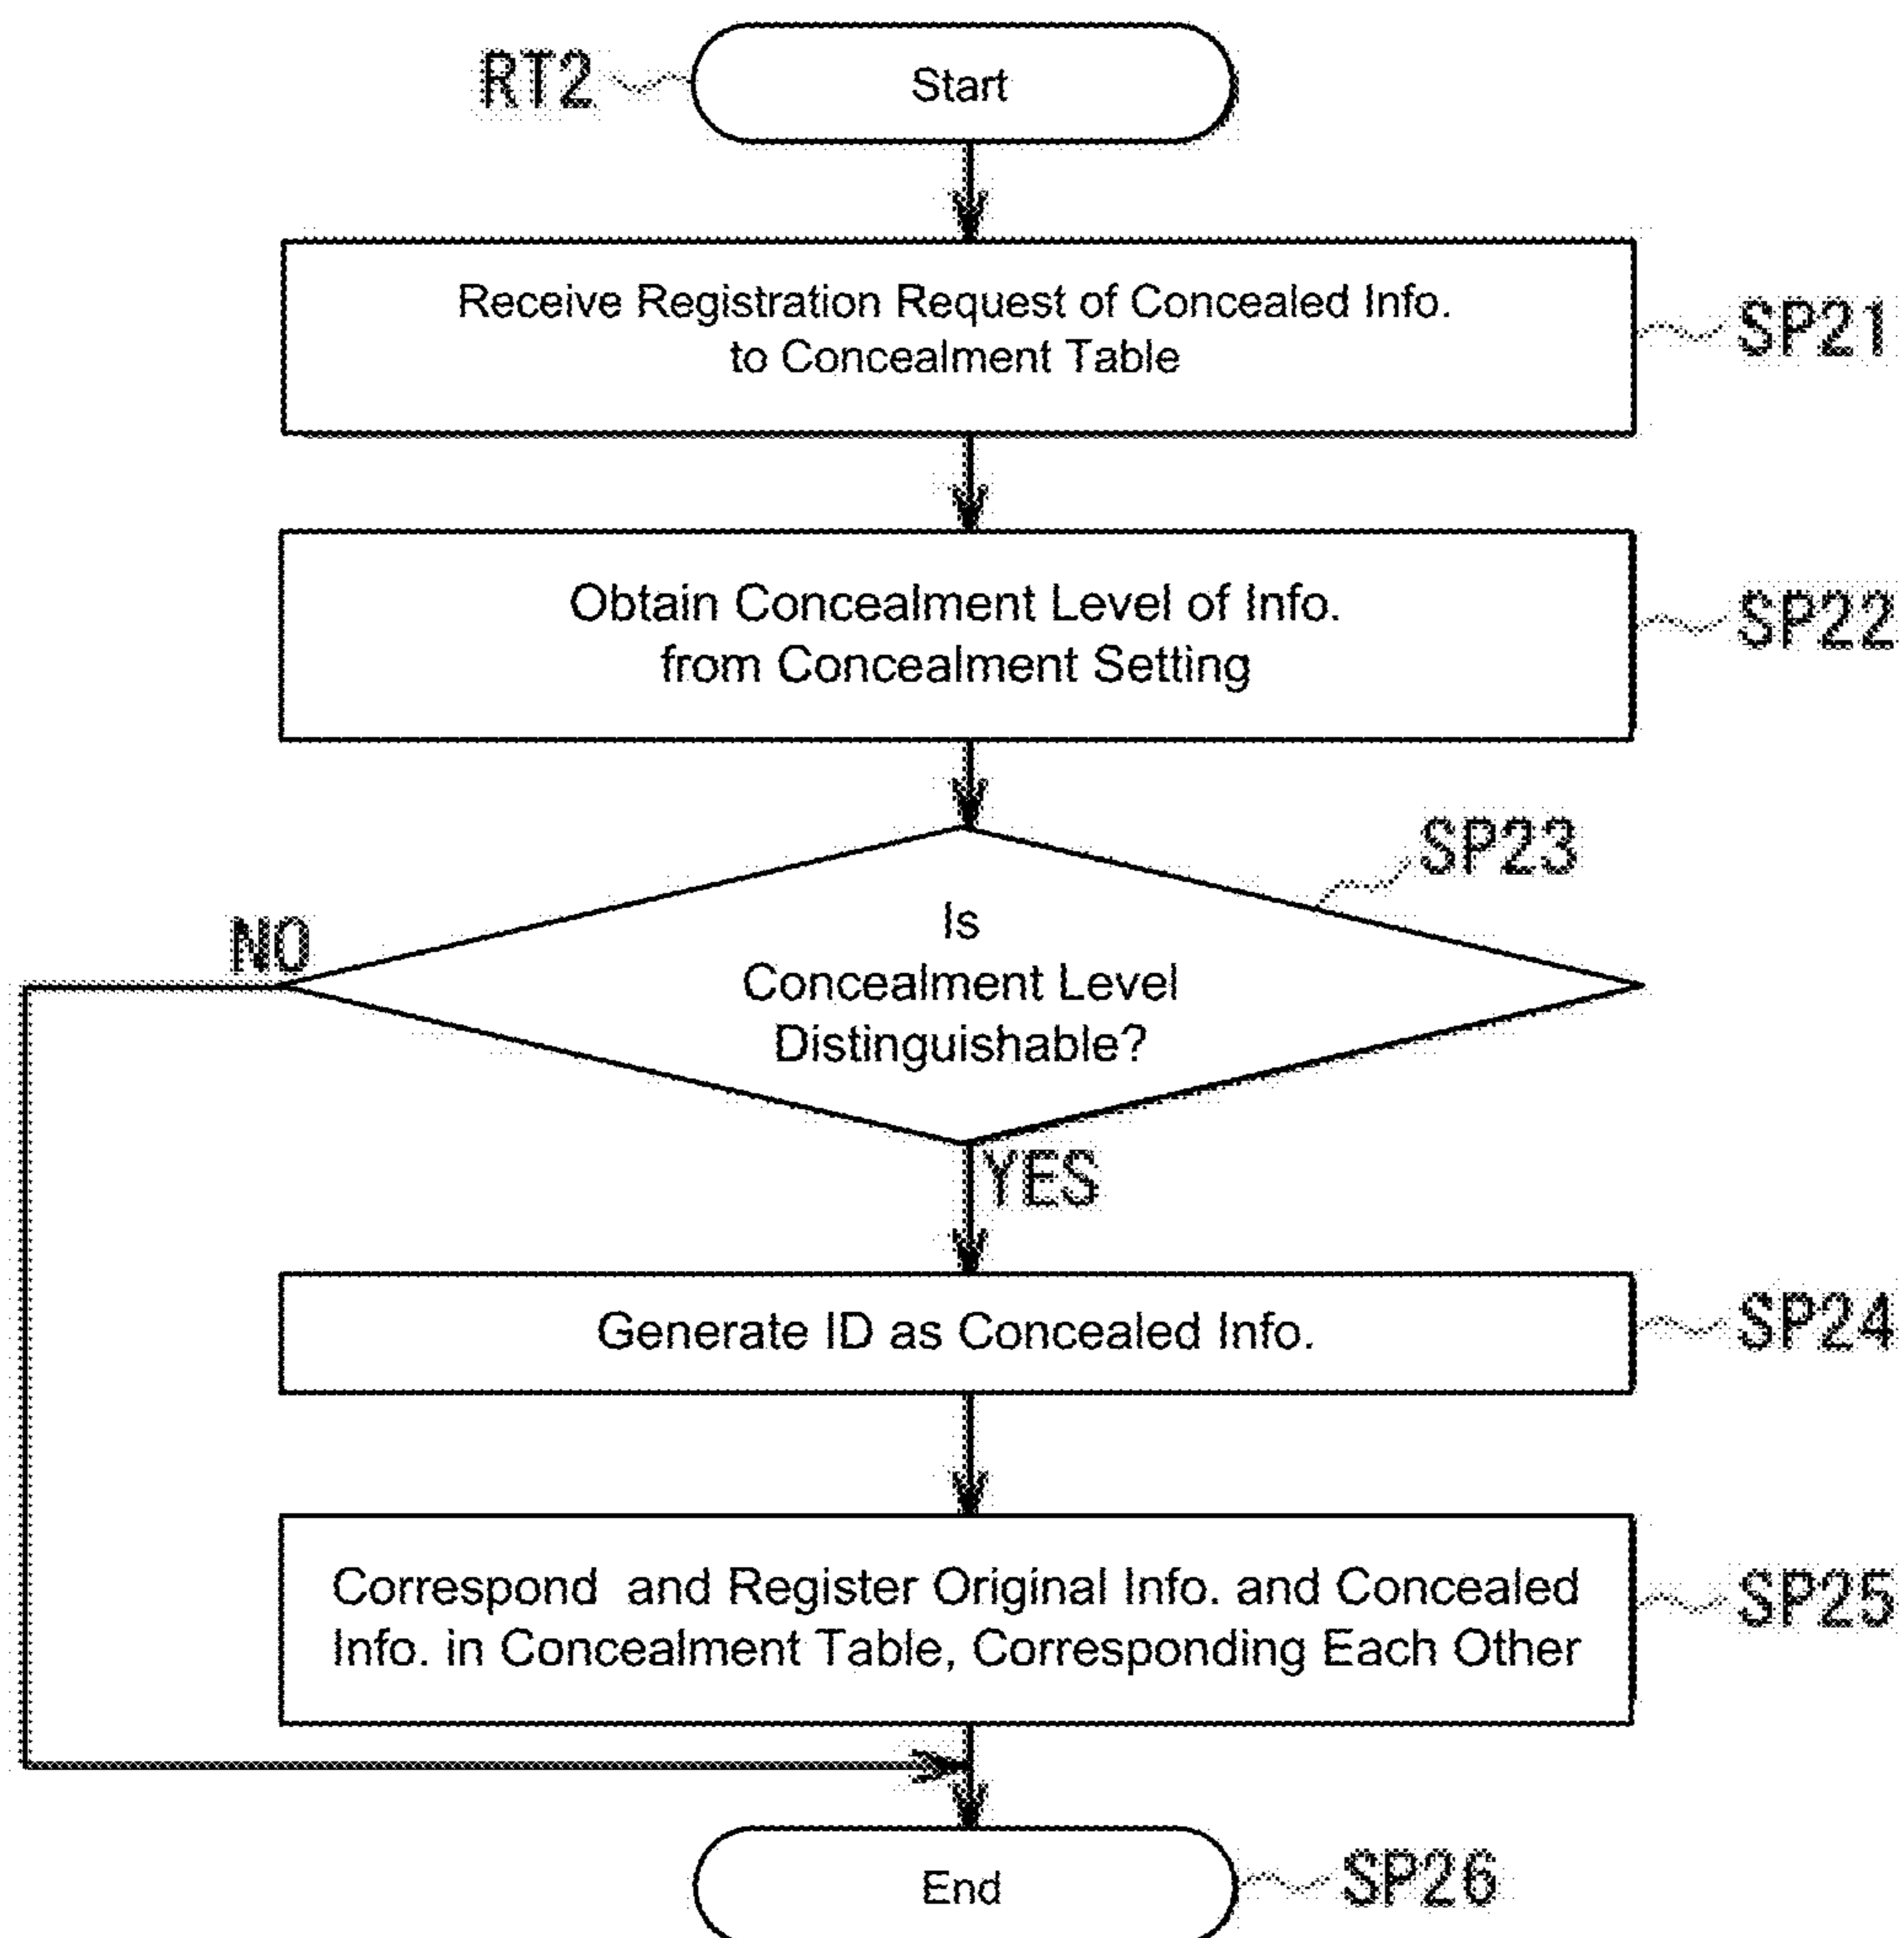 RT2
Start
Receive Registration Request of Concealed Info.
to Concealment Table
SP21
Obtain Concealment Level of Info.
from Concealment Setting
SP22
SP23
NO
Is
Concealment Level
Distinguishable?
YES
Generate ID as Concealed Info.
SP24
Correspond and Register Original Info. and Concealed
Info. in Concealment Table, Corresponding Each Other
SP25
End
SP26